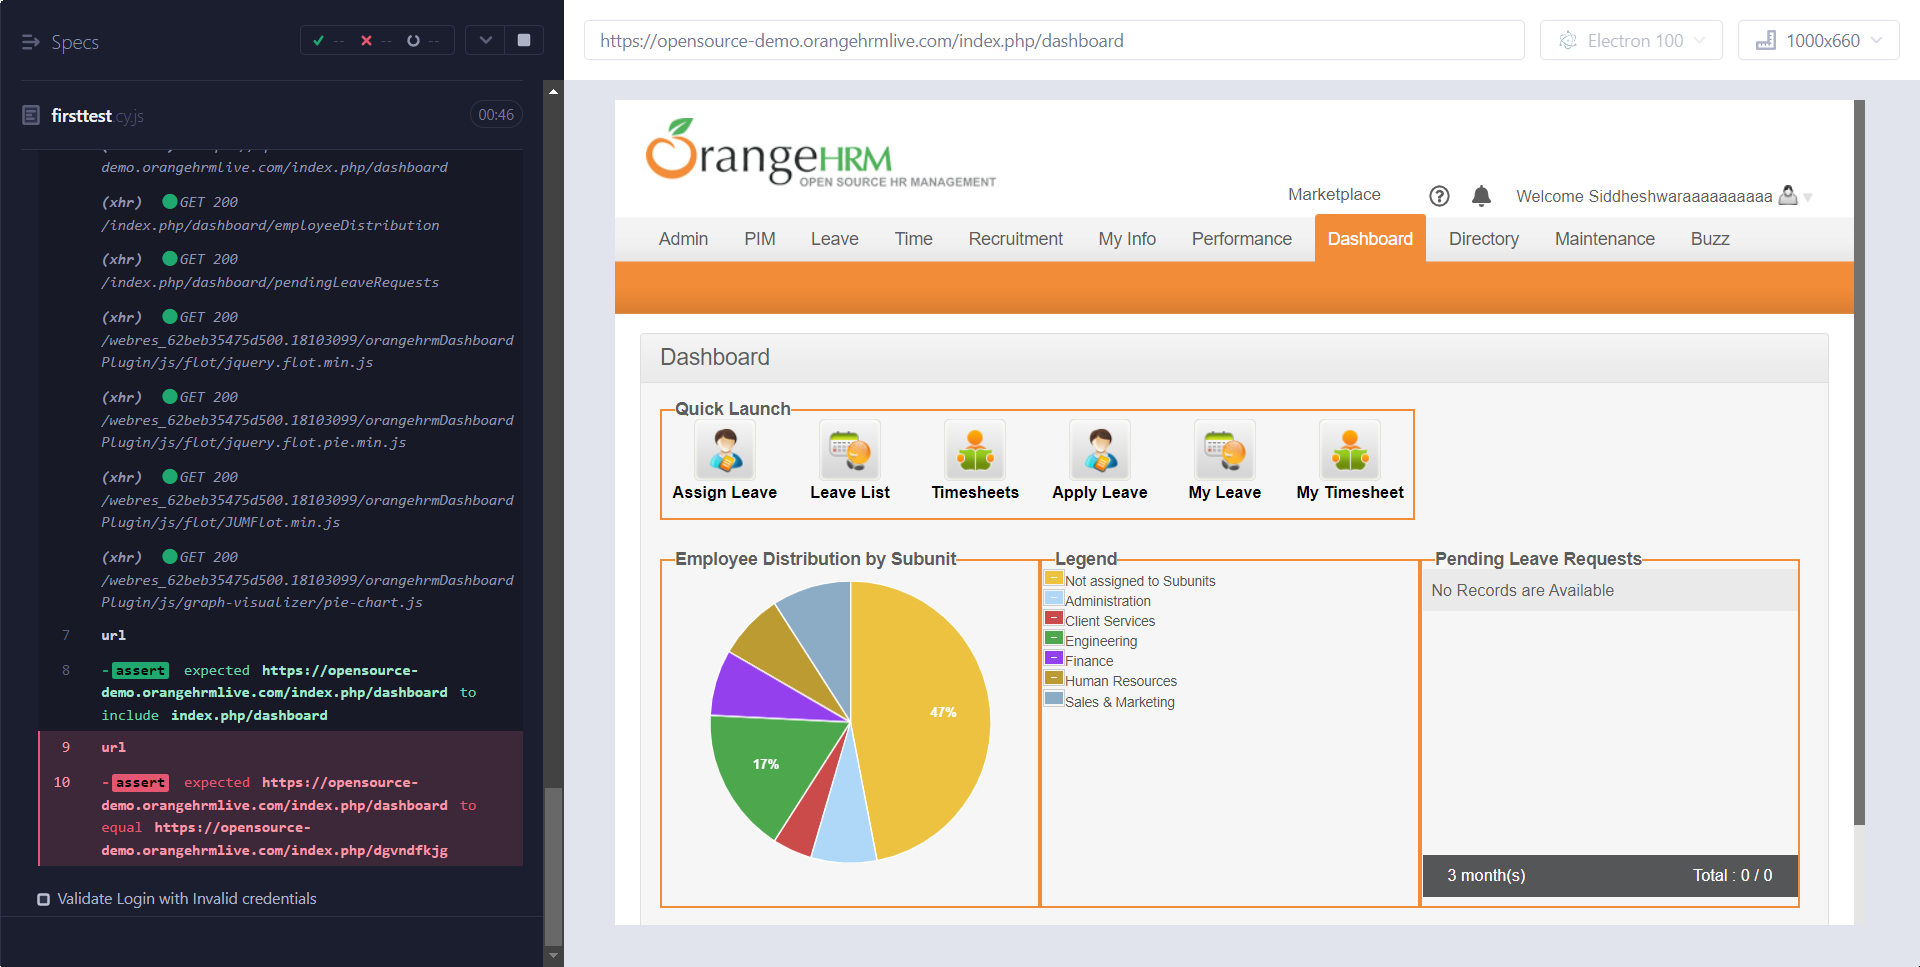 Specs
-- -- --
https://opensource-demo.orangehrmlive.com/index.php/dashboard
Electron 100
1000x660
firsttest.cy.js
00:46
demo.orangehrmlive.com/index.php/dashboard
(xhr) GET 200
/index.php/dashboard/employeeDistribution
(xhr) GET 200
/index.php/dashboard/pendingLeaveRequests
(xhr) GET 200
/webres_62beb35475d500.18103099/orangehrmDashboard
Plugin/js/flot/jquery.flot.min.js
(xhr) GET 200
/webres_62beb35475d500.18103099/orangehrmDashboard
Plugin/js/flot/jquery.flot.pie.min.js
(xhr) GET 200
/webres_62beb35475d500.18103099/orangehrmDashboard
Plugin/js/flot/JUMFlot.min.js
(xhr) GET 200
/webres_62beb35475d500.18103099/orangehrmDashboard
Plugin/js/graph-visualizer/pie-chart.js
7 url
8 -assert expected https://opensource-
demo.orangehrmlive.com/index.php/dashboard to
include index.php/dashboard
9 url
10 -assert expected https://opensource-
demo.orangehrmlive.com/index.php/dashboard to
equal https://opensource-
demo.orangehrmlive.com/index.php/dgvndfkjg
Validate Login with Invalid credentials
OrangeHRM
OPEN SOURCE HR MANAGEMENT
Marketplace
Welcome Siddheshwaraaaaaaaaaa
Admin PIM Leave Time Recruitment My Info Performance Dashboard Directory Maintenance Buzz
Dashboard
Quick Launch
Assign Leave Leave List Timesheets Apply Leave My Leave My Timesheet
Employee Distribution by Subunit
47%
17%
Legend
Not assigned to Subunits
Administration
Client Services
Engineering
Finance
Human Resources
Sales & Marketing
Pending Leave Requests
No Records are Available
3 month(s) Total : 0 / 0